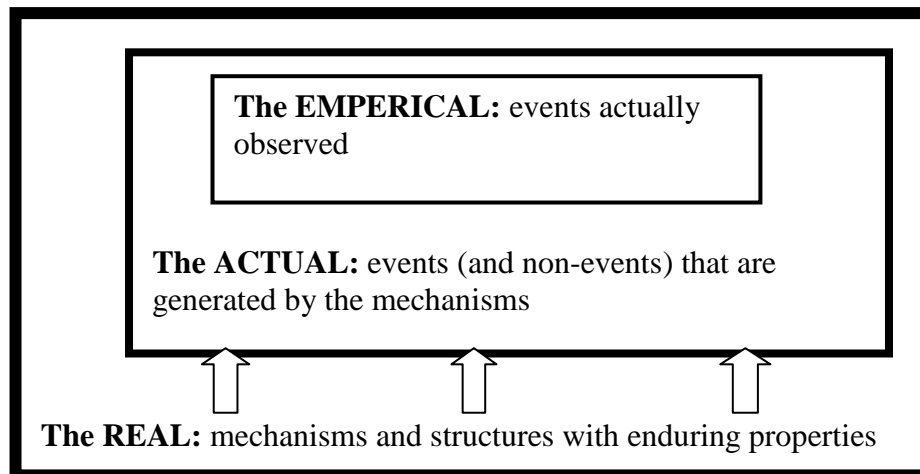 The EMPERICAL: events actually
observed
The ACTUAL: events (and non-events) that are
generated by the mechanisms
The REAL: mechanisms and structures with enduring properties